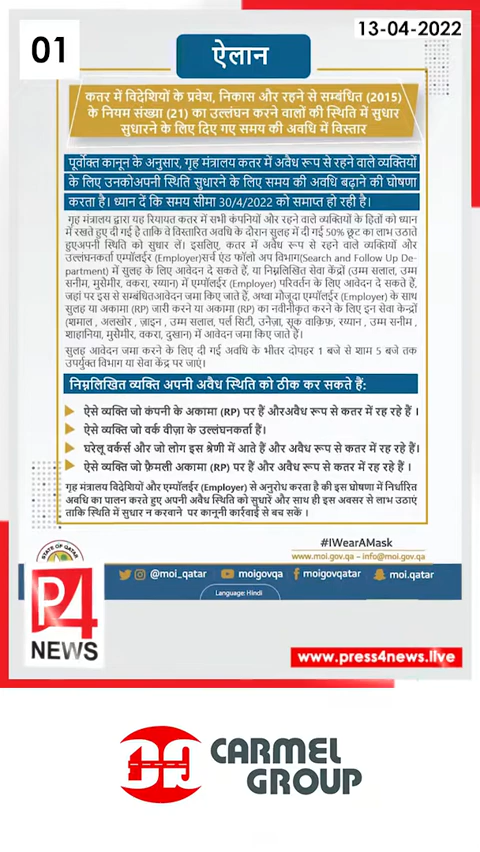 01
13-04-2022
ऐलान
कतर में विदेशियों के प्रवेश, निकास और रहने से सम्बंधित (2015)
के नियम संख्या (21) का उल्लंघन करने वालों की स्थिति में सुधार
सुधारने के लिए दिए गए समय की अवधि में विस्तार
पूर्वोक्त कानून के अनुसार, गृह मंत्रालय कतर में अवैध रूप से रहने वाले व्यक्तियों
के लिए उनकोअपनी स्थिति सुधारने के लिए समय की अवधि बढ़ाने की घोषणा
करता है। ध्यान दें कि समय सीमा 30/4/2022 को समाप्त हो रही है।
गृह मंत्रालय द्वारा यह रियायत कतर में सभी कंपनियों और रहने वाले व्यक्तियों के हितों को ध्यान
में रखते हुए दी गई है ताकि वे विस्तारित अवधि के दौरान सुलह में दी गई 50% छूट का लाभ उठाते
हुएअपनी स्थिति को सुधार लें। इसलिए, कतर में अवैध रूप से रहने वाले व्यक्तियों और
उल्लंघनकर्ता एम्पॉलईर (Employer)सर्च एंड फॉलो अप विभाग(Search and Follow Up De-
partment) में सुलह के लिए आवेदन दे सकते हैं, या निम्नलिखित सेवा केंद्रों (उम्म सलाल, उम्म
सनीम, मुसेमीर, वकरा, रय्यान) में एम्पॉलईर (Employer) परिवर्तन के लिए आवेदन दे सकते हैं,
जहां पर इस से सम्बंधितआवेदन जमा किए जाते हैं, अथवा मौजूदा एम्पॉलईर (Employer) के साथ
सुलह या अकामा (RP) जारी करने या अकामा (RP) का नवीनीकृत करने के लिए इन सेवा केन्द्रों
(शमाल , अलखोर , ज़ाइन , उम्म सलाल, पर्ल सिटी, उनैज़ा, सूक वाक़िफ़, रय्यान , उम्म सनीम ,
शाहानिया, मुसेमीर, वकरा, दुखान) में आवेदन जमा किए जाते हैं।
सुलह आवेदन जमा करने के लिए दी गई अवधि के भीतर दोपहर 1 बजे से शाम 5 बजे तक
उपर्युक्त विभाग या सेवा केंद्र पर जाएं।
निम्नलिखित व्यक्ति अपनी अवैध स्थिति को ठीक कर सकते हैं:
ऐसे व्यक्ति जो कंपनी के अकामा (RP) पर हैं औरअवैध रूप से कतर में रह रहे हैं ।
ऐसे व्यक्ति जो वर्क वीज़ा के उल्लंघनकर्ता हैं।
घरेलू वर्कर्स और जो लोग इस श्रेणी में आते हैं और अवैध रूप से कतर में रह रहे हैं।
ऐसे व्यक्ति जो फ़ैमली अकामा (RP) पर हैं और अवैध रूप से कतर में रह रहे हैं ।
गृह मंत्रालय विदेशियों और एम्पॉलईर (Employer) से अनुरोध करता है की इस घोषणा में निर्धारित
अवधि का पालन करते हुए अपनी अवैध स्थिति को सुधारें और साथ ही इस अवसर से लाभ उठाएं
ताकि स्थिति में सुधार न करवाने पर कानूनी कार्रवाई से बच सकें ।
#IWearAMask
www.moi.gov.qa – info@moi.gov.qa
STATE OF QATAR
@moi_qatar moigovqa moigovqatar moi.qatar
Language: Hindi
P4
NEWS
www.press4news.live
CARMEL
GROUP